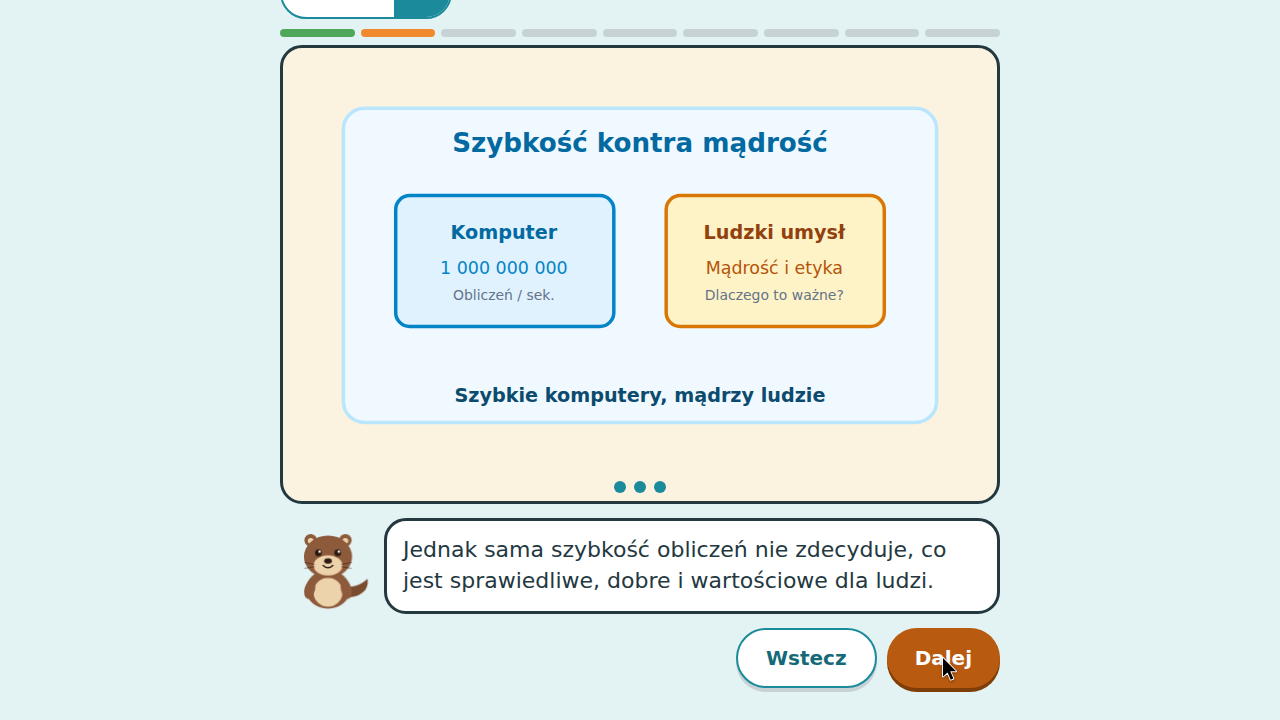 Szybkość kontra mądrość
Komputer
1 000 000 000
Obliczeń / sek.
Ludzki umysł
Mądrość i etyka
Dlaczego to ważne?
Szybkie komputery, mądrzy ludzie
Jednak sama szybkość obliczeń nie zdecyduje, co
jest sprawiedliwe, dobre i wartościowe dla ludzi.
Wstecz
Dalej